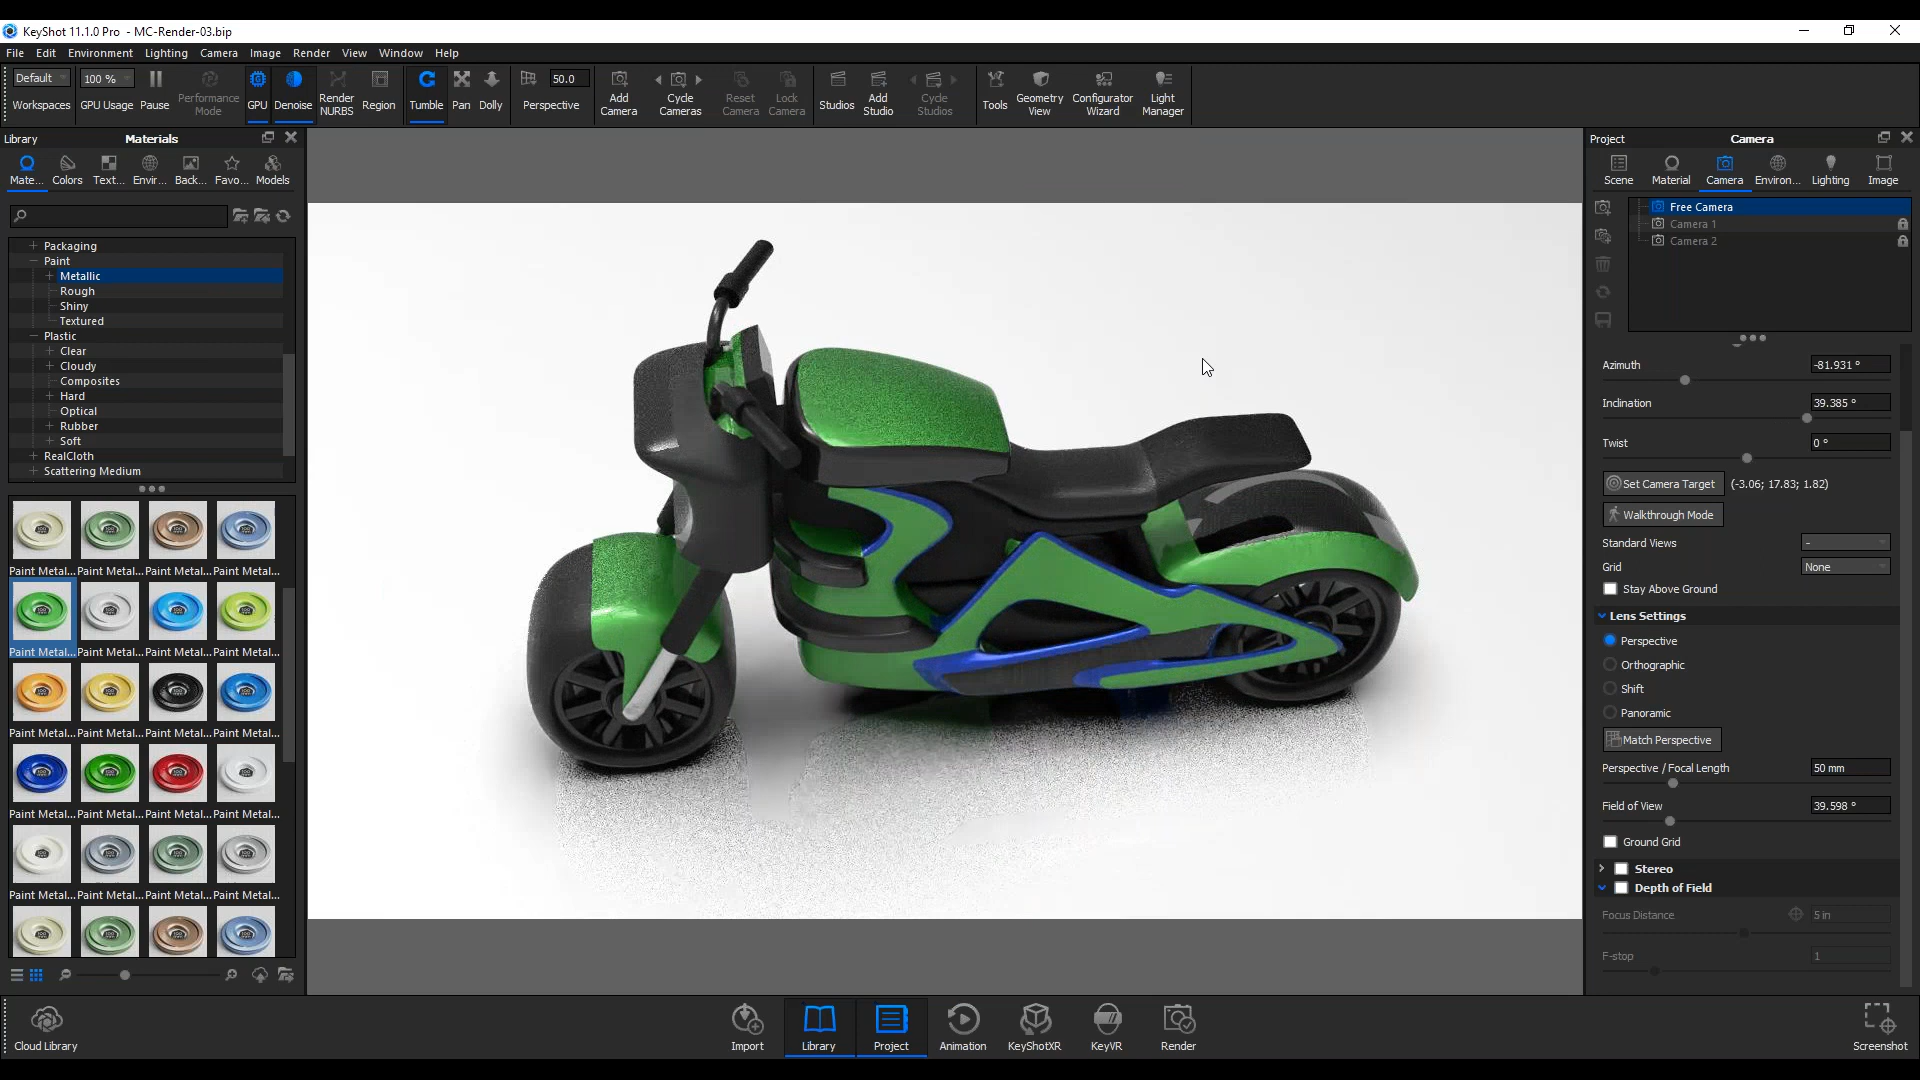 KeyShot 11.1.0 Pro - MC-Render-03.bip
File Edit Environment Lighting Camera Image Render View Window Help
Default 100 % 50.0
Workspaces GPU Usage Pause Performance Mode GPU Denoise Render NURBS Region Tumble Pan Dolly Perspective Add Camera Cycle Cameras Reset Camera Lock Camera Studios Add Studio Cycle Studios Tools Geometry View Configurator Wizard Light Manager
Library Materials
Mate... Colors Text... Envir... Back... Favo... Models
Packaging
Paint
Metallic
Rough
Shiny
Textured
Plastic
Clear
Cloudy
Composites
Hard
Optical
Rubber
Soft
RealCloth
Scattering Medium
Paint Metal... Paint Metal... Paint Metal... Paint Metal...
Paint Metal... Paint Metal... Paint Metal... Paint Metal...
Paint Metal... Paint Metal... Paint Metal... Paint Metal...
Paint Metal... Paint Metal... Paint Metal... Paint Metal...
Paint Metal... Paint Metal... Paint Metal... Paint Metal...
Project Camera
Scene Material Camera Environ... Lighting Image
Free Camera
Camera 1
Camera 2
Azimuth -81.931 °
Inclination 39.385 °
Twist 0 °
Set Camera Target (-3.06; 17.83; 1.82)
Walkthrough Mode
Standard Views -
Grid None
Stay Above Ground
Lens Settings
Perspective
Orthographic
Shift
Panoramic
Match Perspective
Perspective / Focal Length 50 mm
Field of View 39.598 °
Ground Grid
Stereo
Depth of Field
Focus Distance 5 in
F-stop 1
Cloud Library Import Library Project Animation KeyShotXR KeyVR Render Screenshot